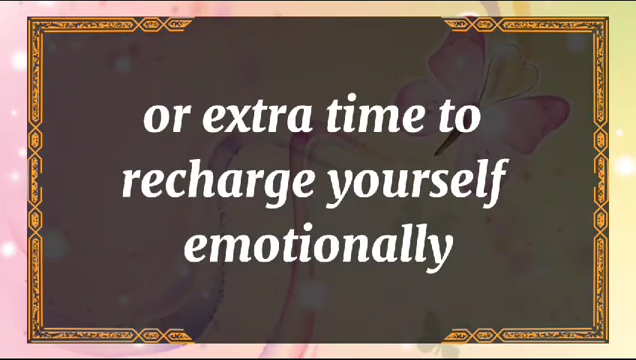 or extra time to
recharge yourself
emotionally